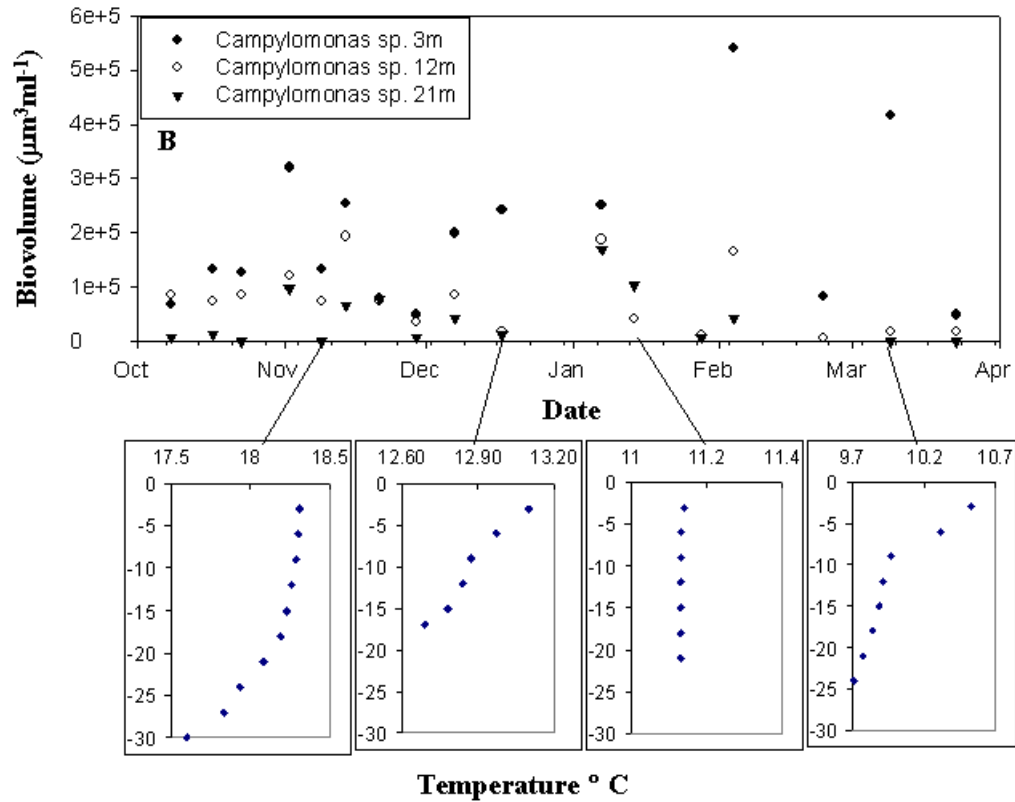 6e+5
5e+5
4e+5
3e+5
2e+5
1e+5
0
Biovolume (µm³ml⁻¹)
Campylomonas sp. 3m
Campylomonas sp. 12m
Campylomonas sp. 21m
B
Oct Nov Dec Jan Feb Mar Apr
Date
17.5 18 18.5
0
-5
-10
-15
-20
-25
-30
12.60 12.90 13.20
0
-5
-10
-15
-20
-25
-30
11 11.2 11.4
0
-5
-10
-15
-20
-25
-30
9.7 10.2 10.7
0
-5
-10
-15
-20
-25
-30
Temperature ° C